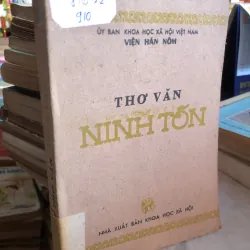 910
ỦY BAN KHOA HỌC XÃ HỘI VIỆT NAM
VIỆN HÁN NÔM
THƠ VĂN
NINH TỐN
NHÀ XUẤT BẢN KHOA HỌC XÃ HỘI